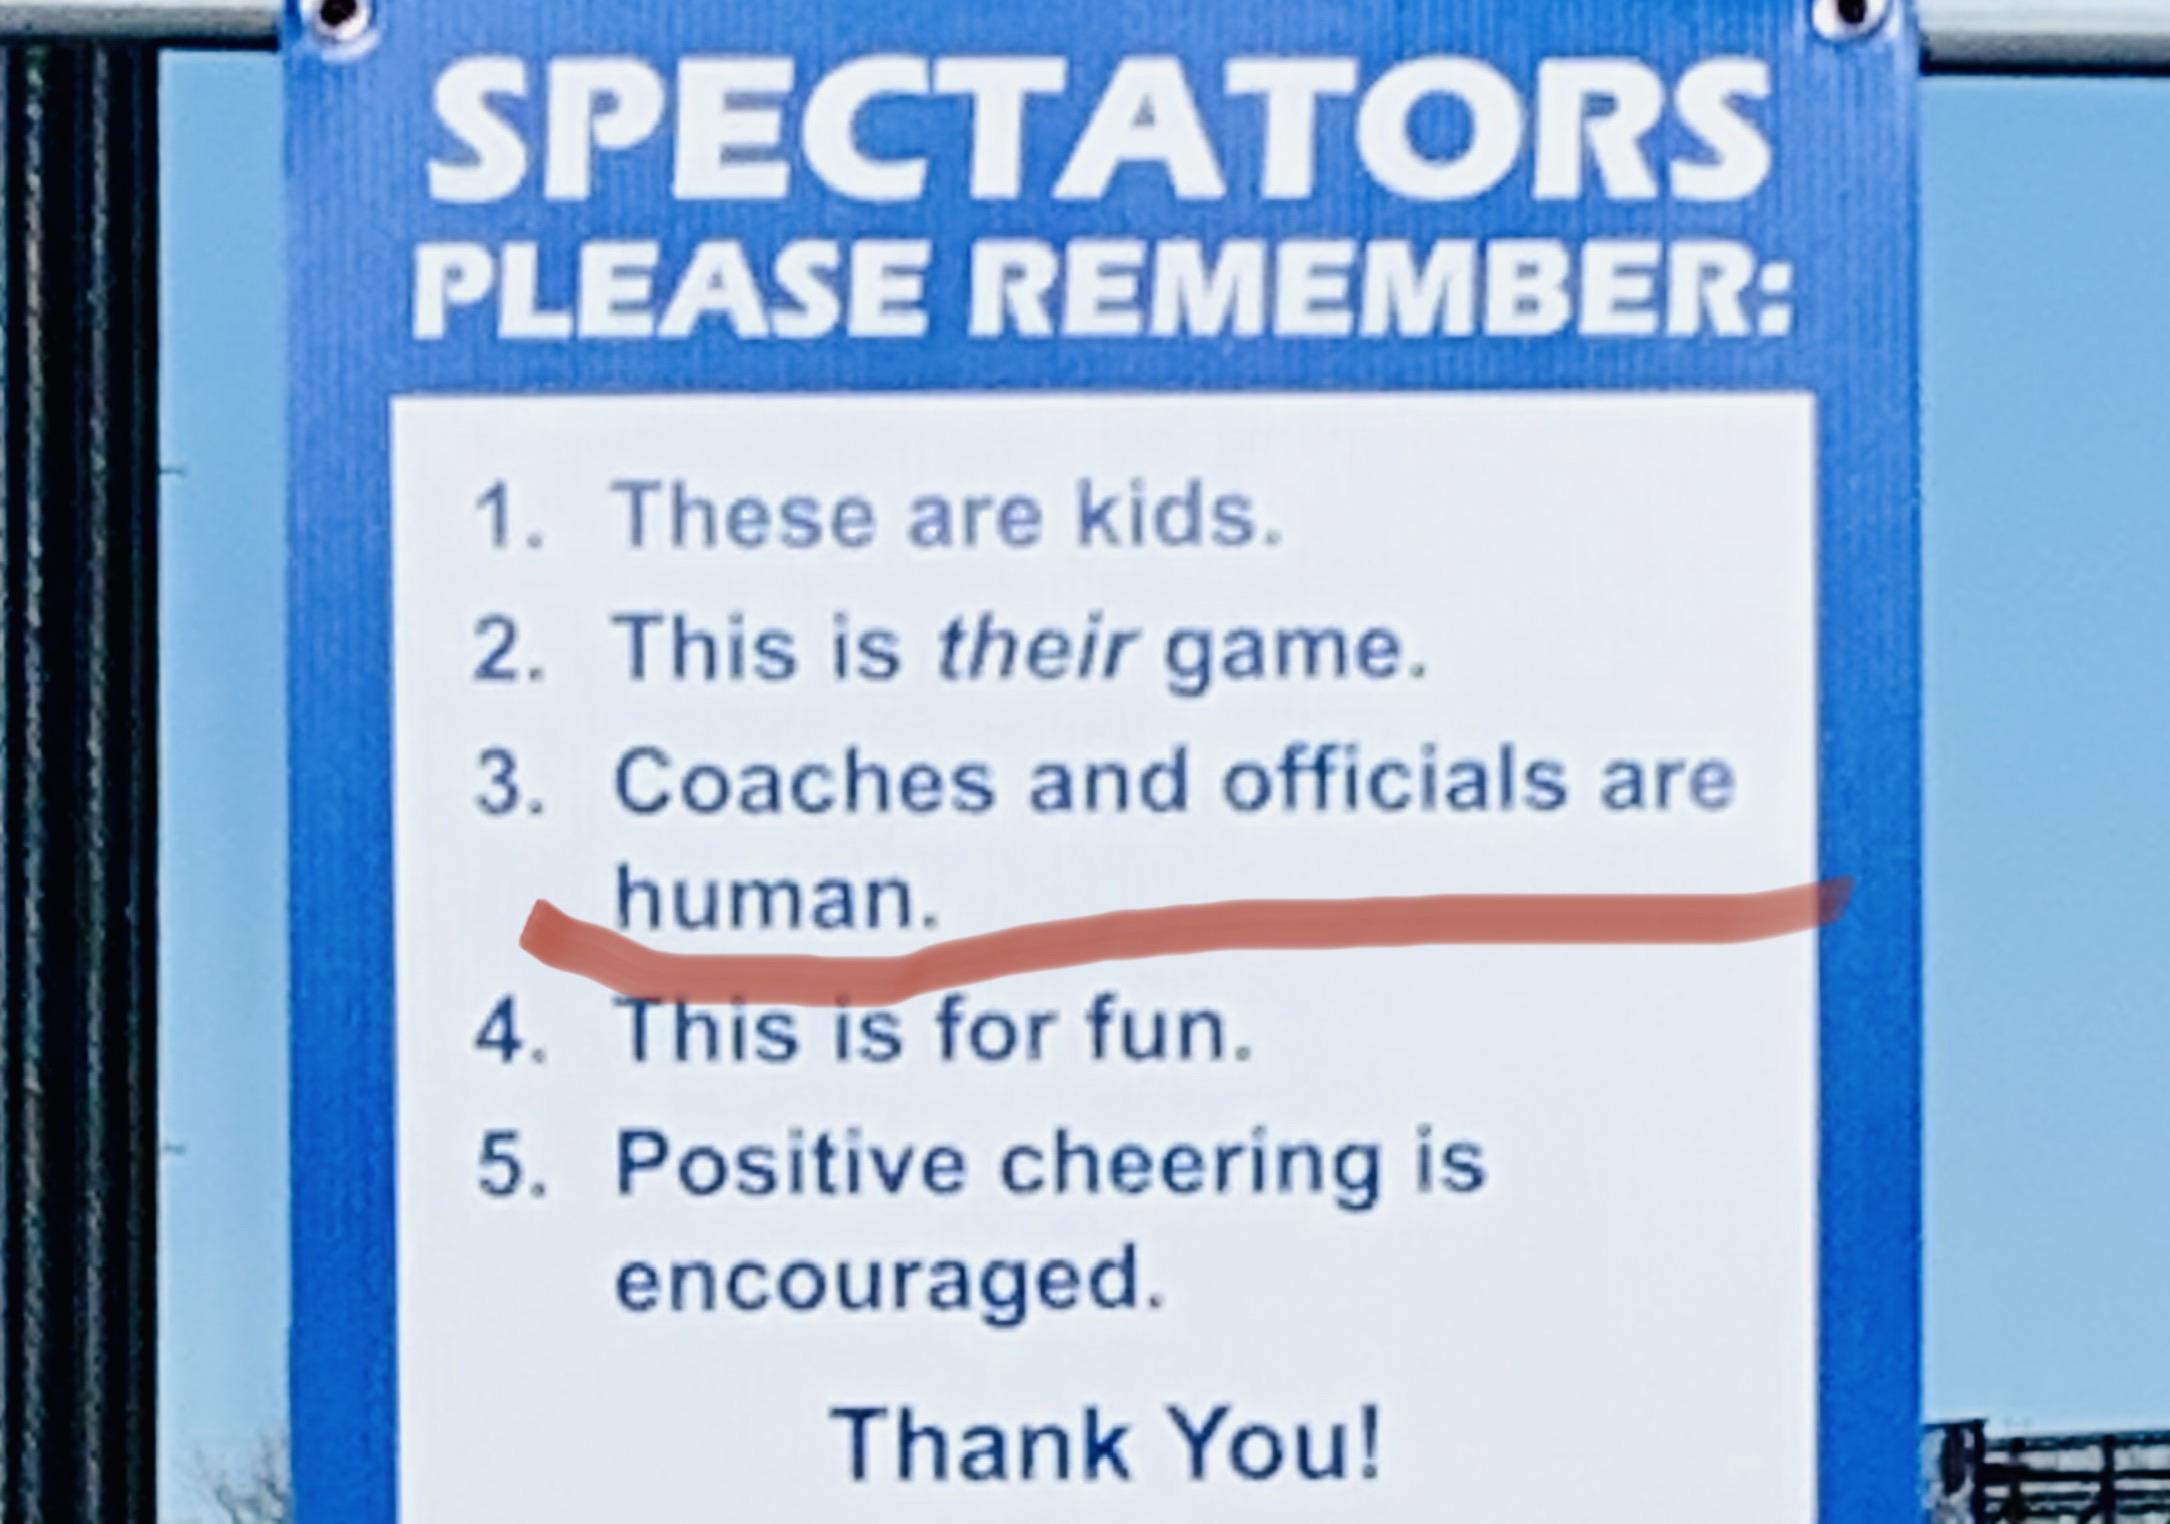 SPECTATORS
PLEASE REMEMBER:
1. These are kids.
2. This is their game.
3. Coaches and officials are
human.
4. This is for fun.
5. Positive cheering is
encouraged.
Thank You!